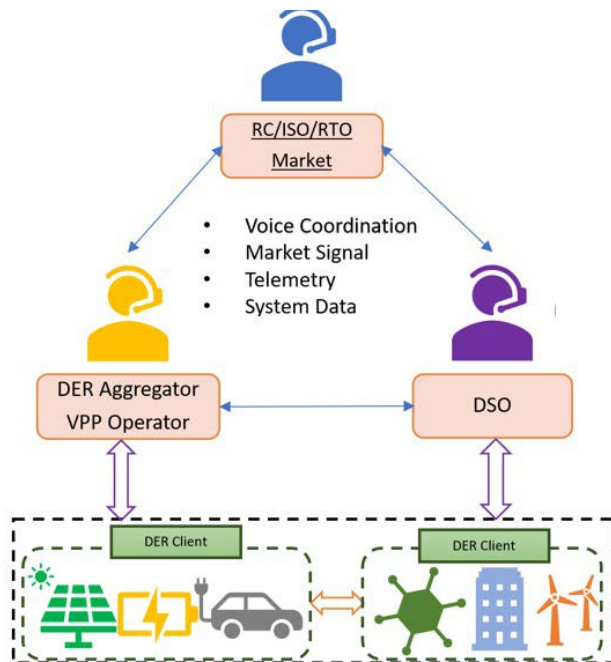 RC/ISO/RTO
Market
• Voice Coordination
• Market Signal
• Telemetry
• System Data
DER Aggregator
VPP Operator
DSO
DER Client
DER Client